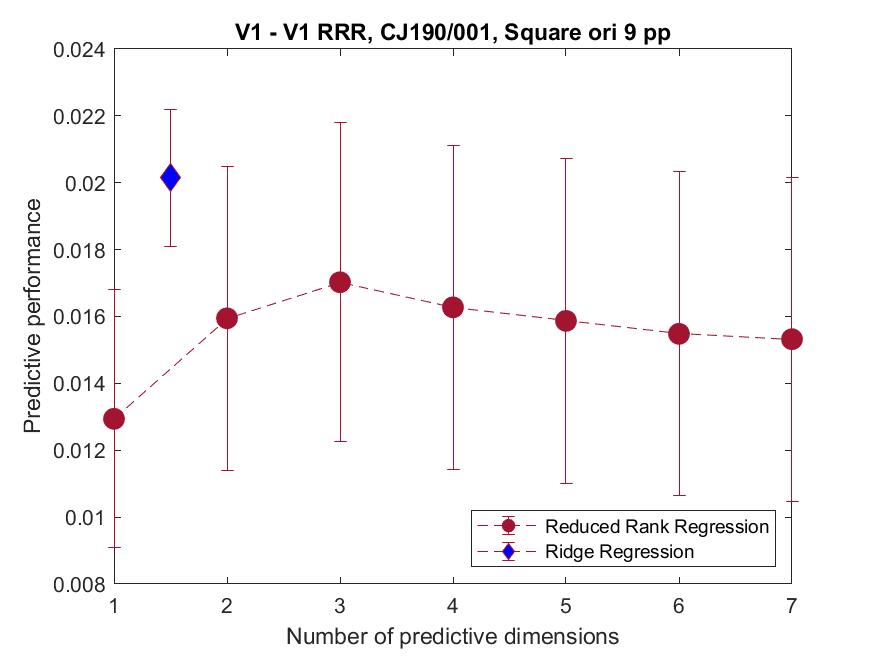 V1 - V1 RRR, CJ190/001, Square ori 9 pp
Predictive performance
0.024
0.022
0.02
0.018
0.016
0.014
0.012
0.01
0.008
1 2 3 4 5 6 7
Number of predictive dimensions
Reduced Rank Regression
Ridge Regression